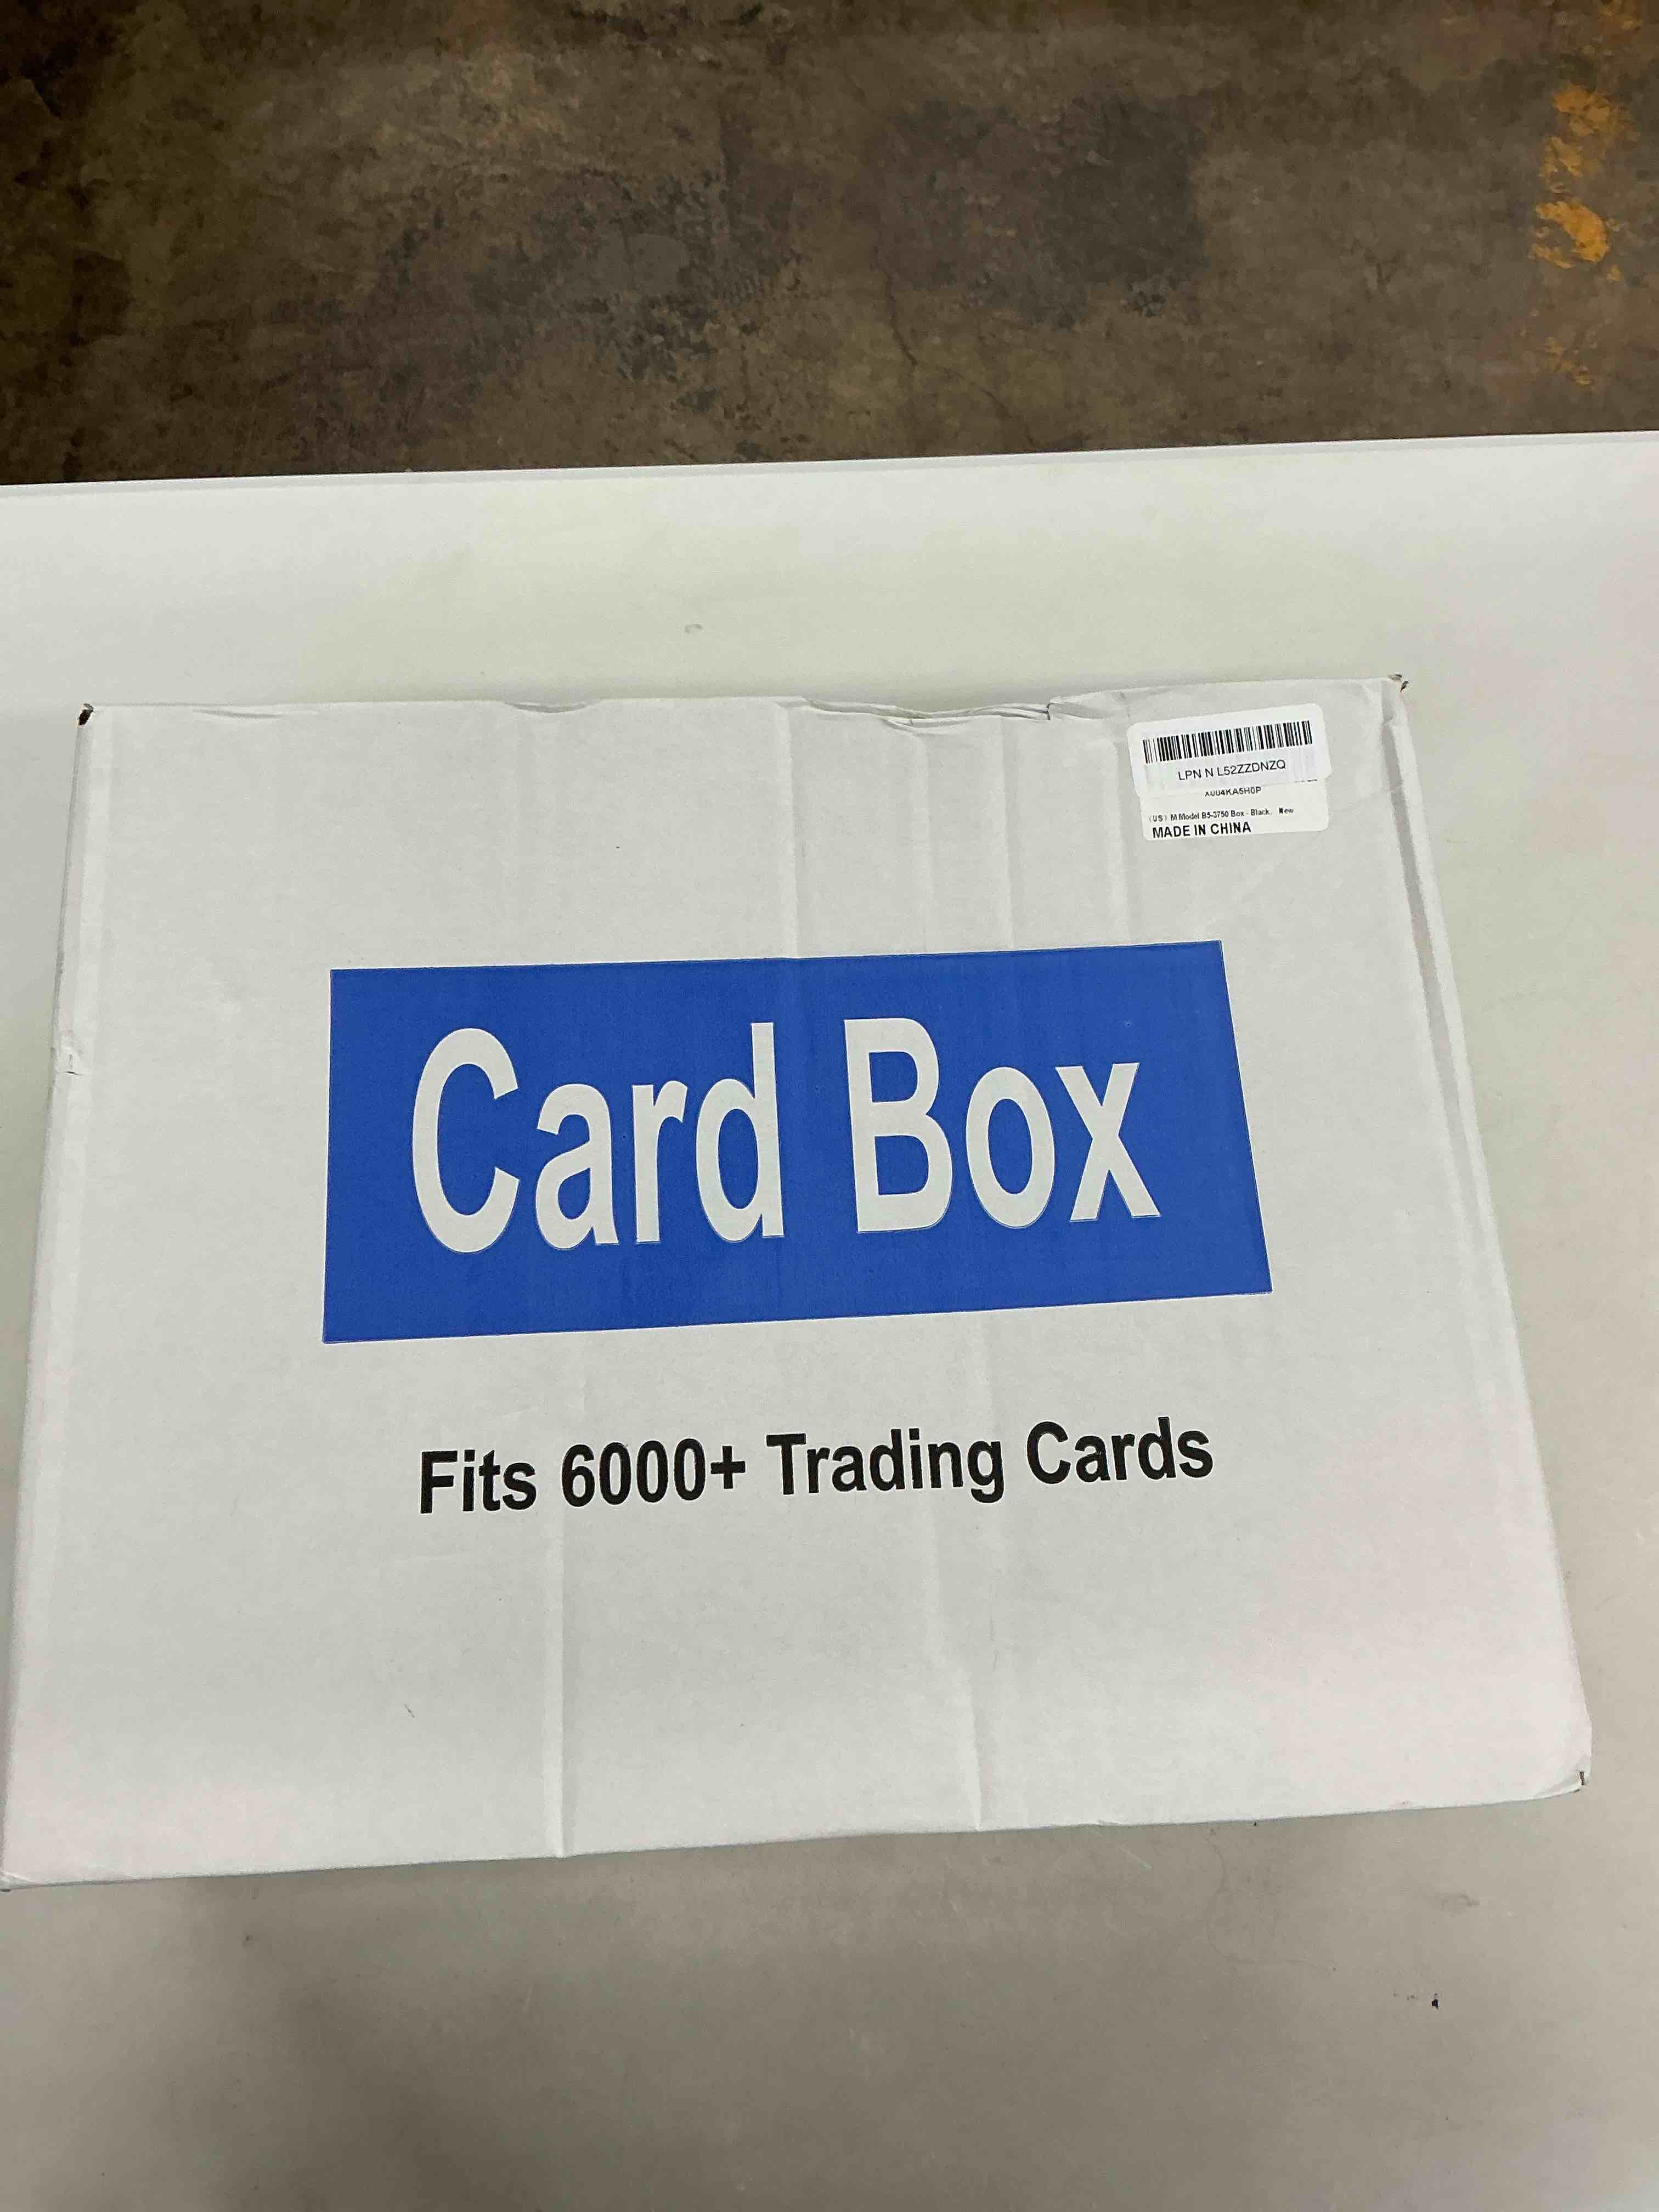 LPN N L52ZZDNZQ
X004KA5H0P
(US) M Model B5-3750 Box - Black, New
MADE IN CHINA
Card Box
Fits 6000+ Trading Cards